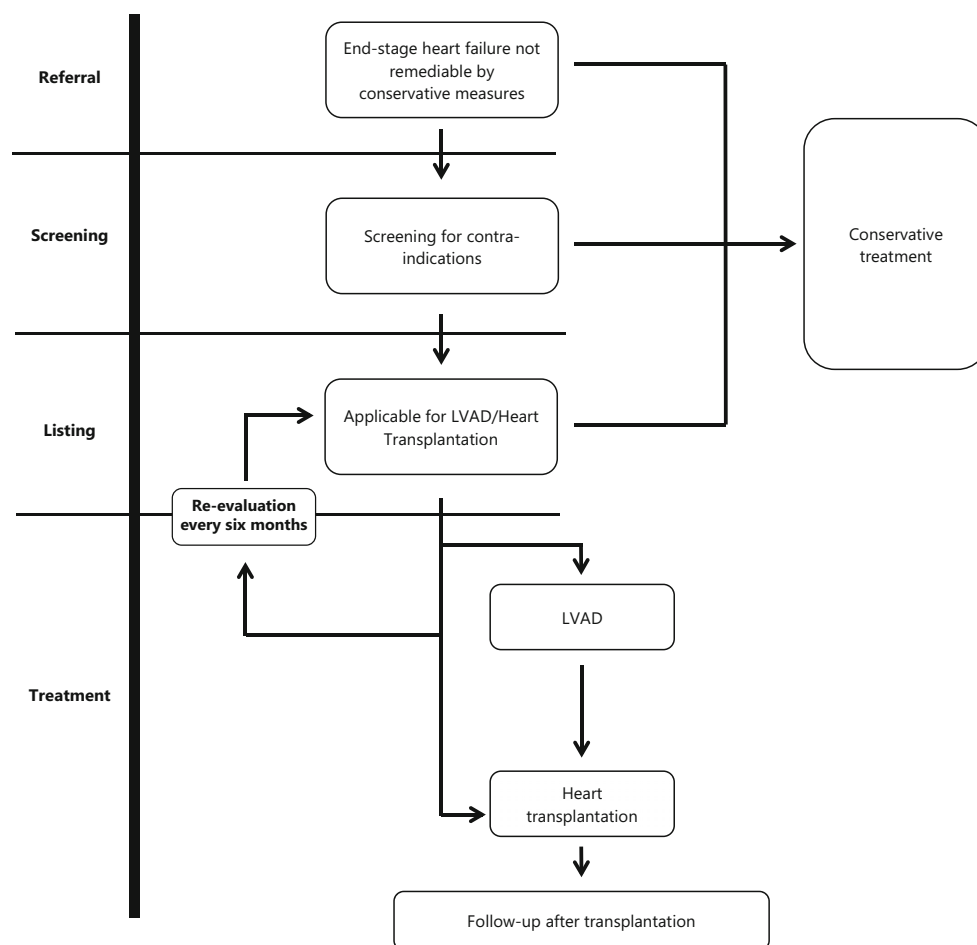 Referral
End-stage heart failure not
remediable by
conservative measures
Screening
Screening for contra-
indications
Conservative
treatment
Listing
Applicable for LVAD/Heart
Transplantation
Re-evaluation
every six months
LVAD
Treatment
Heart
transplantation
Follow-up after transplantation